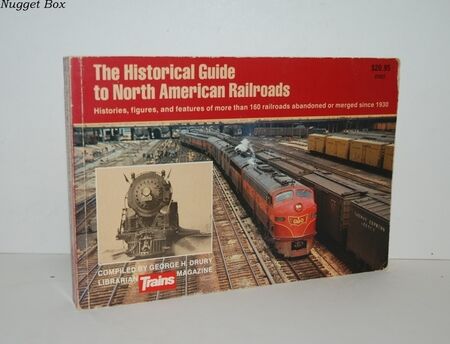 Nugget Box
The Historical Guide
to North American Railroads
$20.95
Histories, figures, and features of more than 160 railroads abandoned or merged since 1930
COMPILED BY GEORGE H. DRURY
LIBRARIAN Trains MAGAZINE